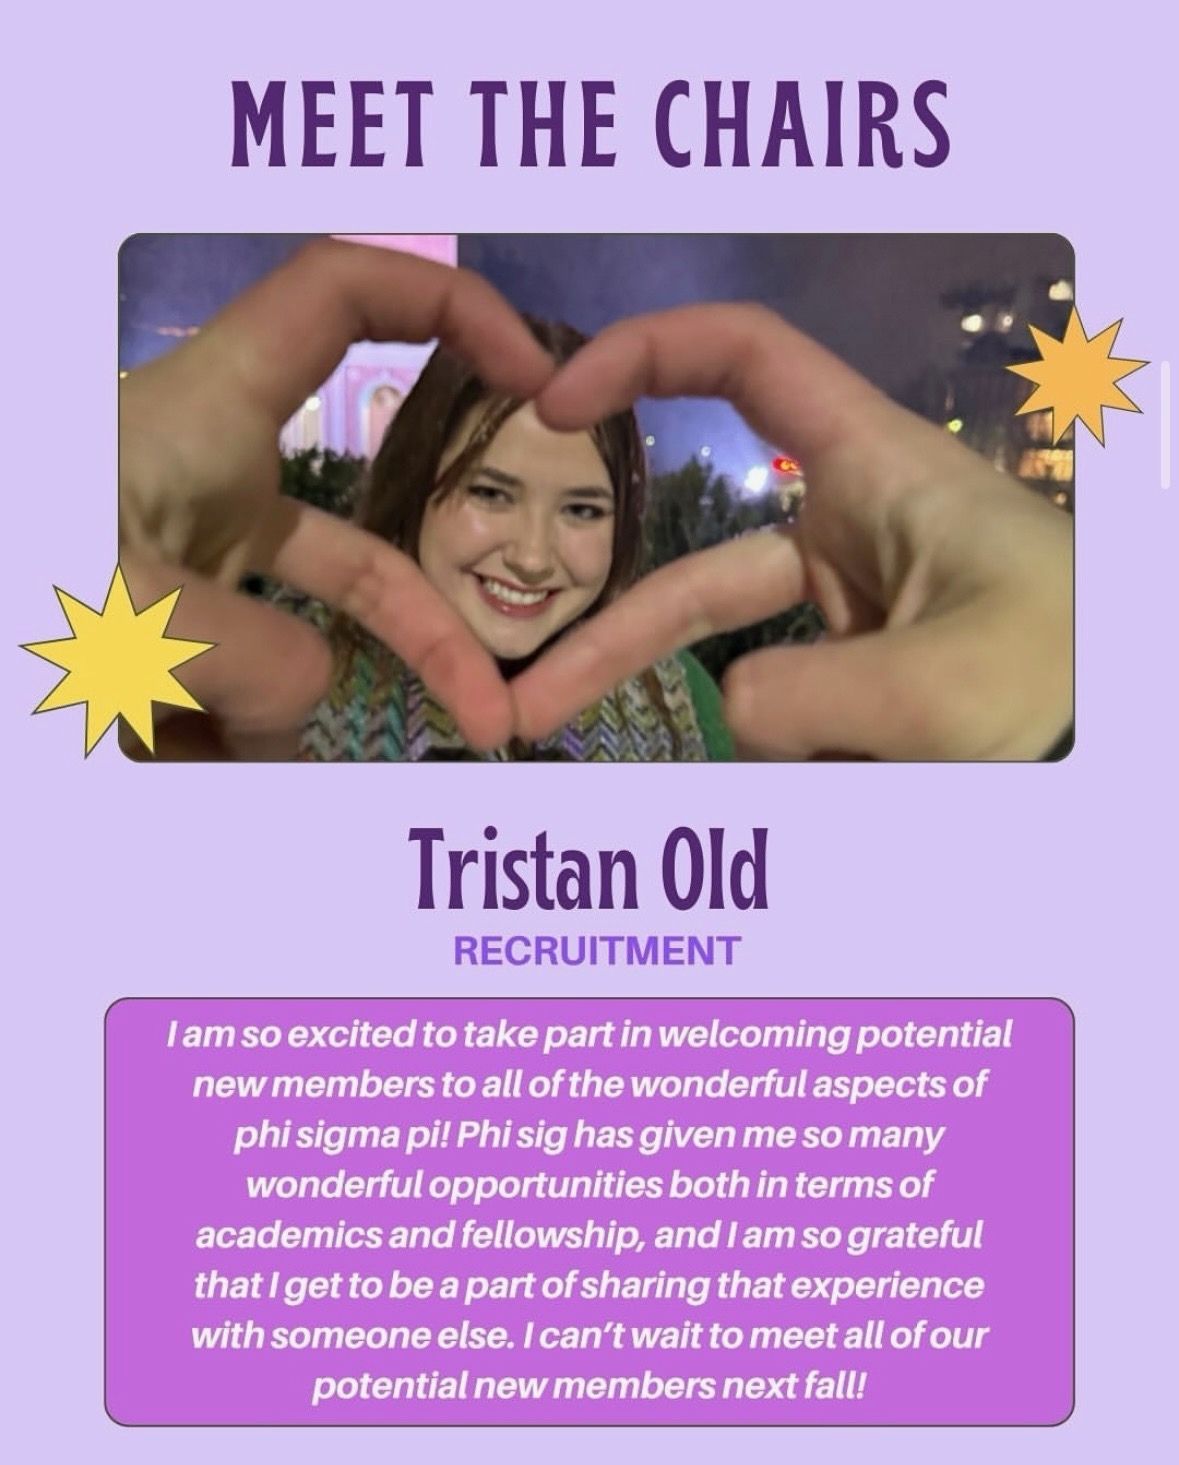 MEET THE CHAIRS
Tristan Old
RECRUITMENT
I am so excited to take part in welcoming potential
new members to all of the wonderful aspects of
phi sigma pi! Phi sig has given me so many
wonderful opportunities both in terms of
academics and fellowship, and I am so grateful
that I get to be a part of sharing that experience
with someone else. I can't wait to meet all of our
potential new members next fall!